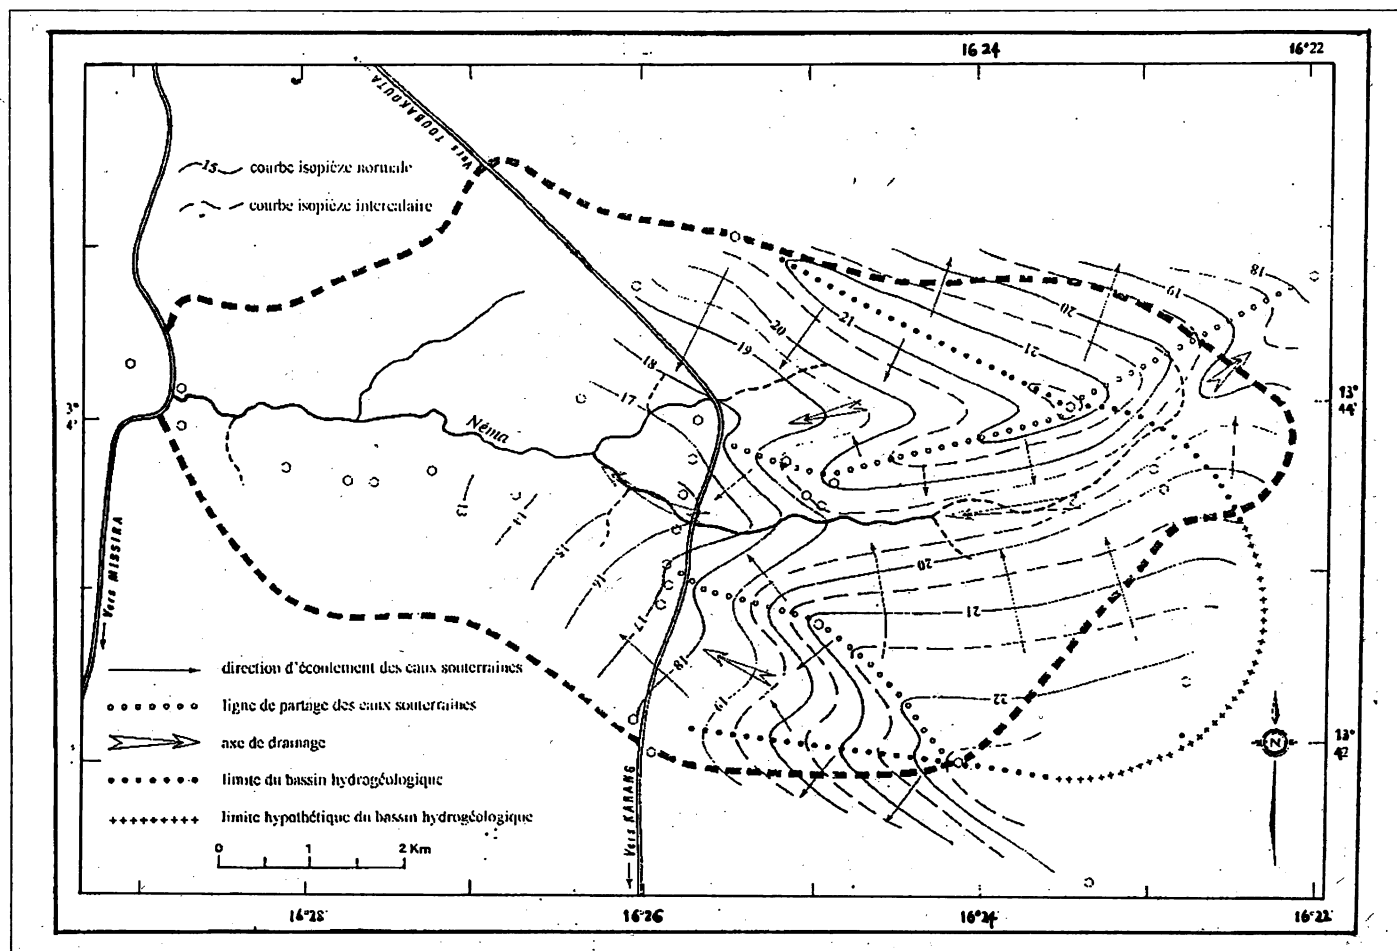 16 24
16°22
Vers TOUBAKOUTA
15 courbe isopièze normale
courbe isopièze intercalaire
18
19
20
21
20
21
19
18
17
Néma
13°
44'
3°
4'
13
14
15
16
17
18
19
20
21
22
Vers MISSIRA
direction d'écoulement des eaux souterraines
ligne de partage des eaux souterraines
axe de drainage
limite du bassin hydrogéologique
limite hypothétique du bassin hydrogéologique
0 1 2 Km
Vers KARANG
N
13°
42'
16°28
16°26
16°24
16°22